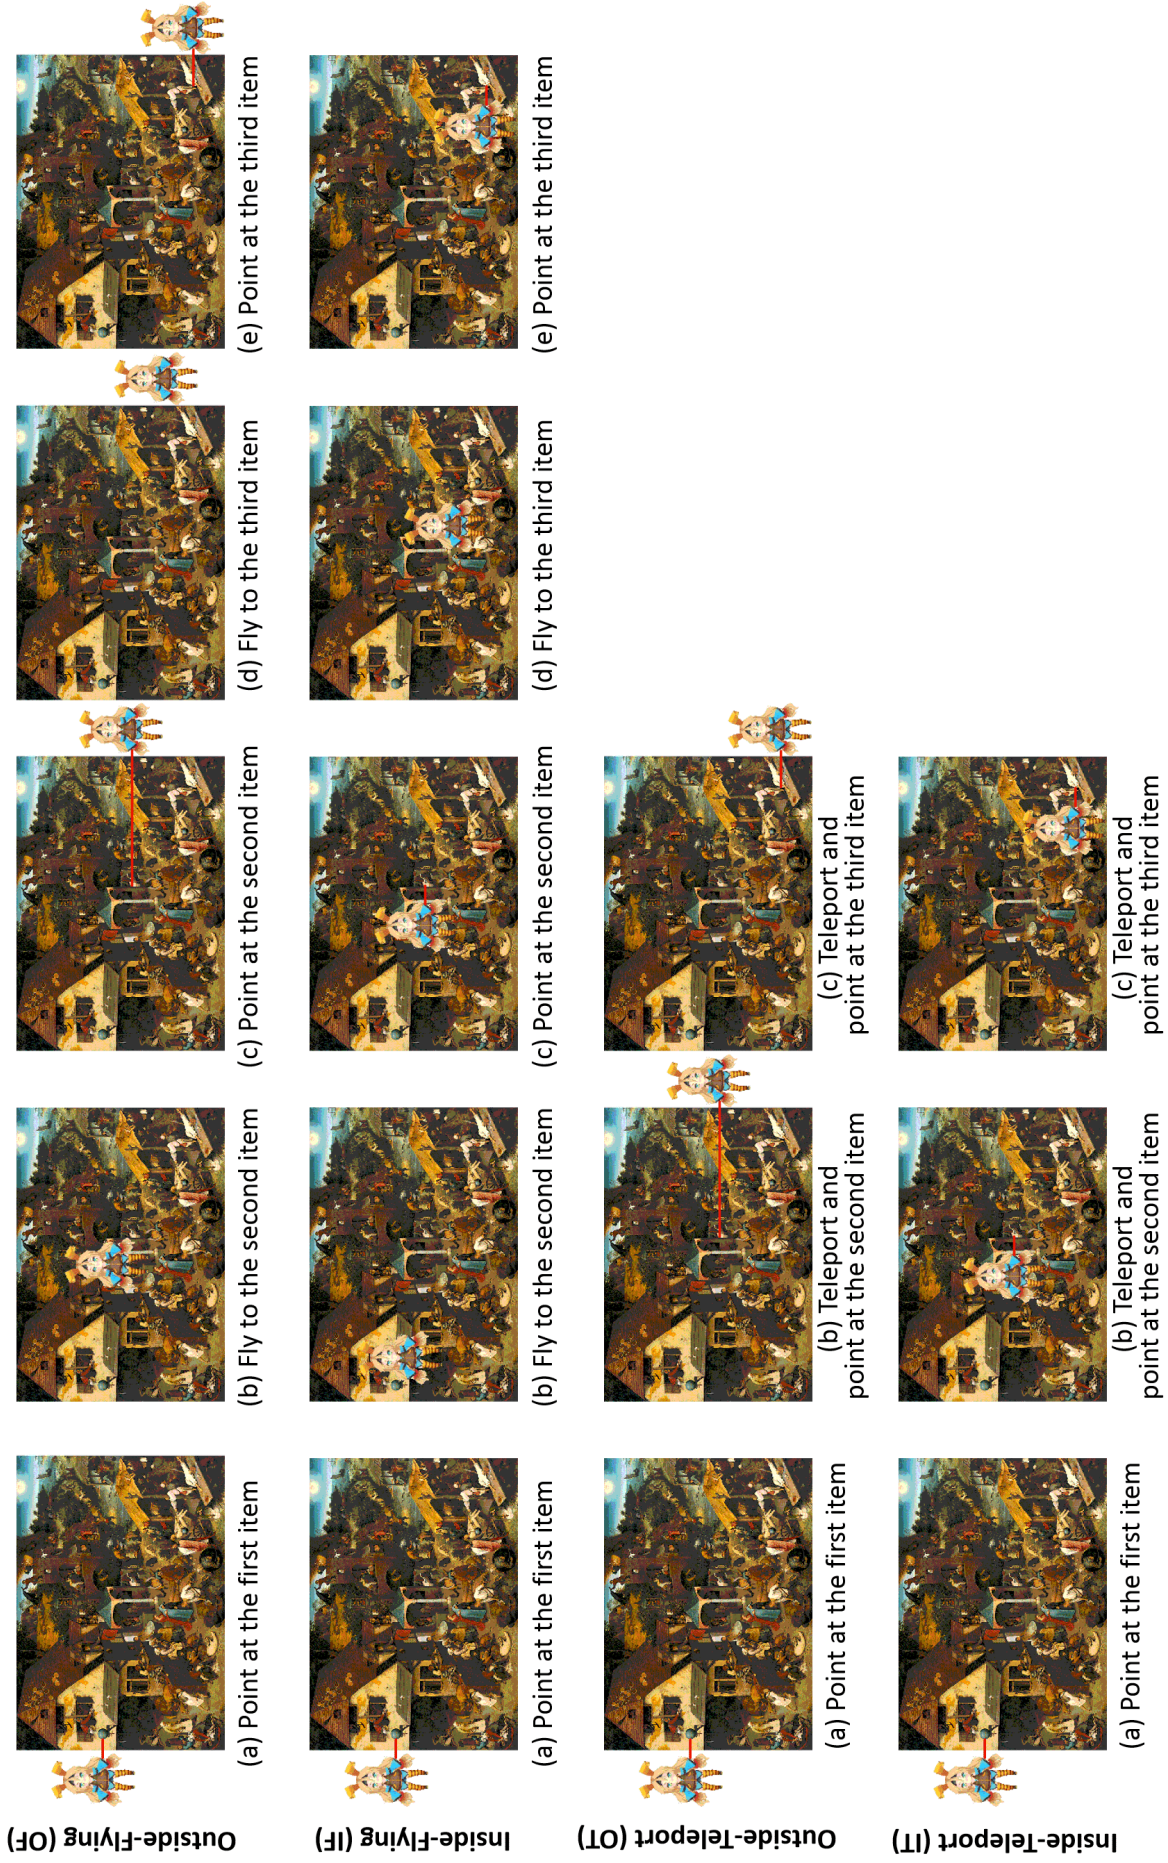 Outside-Flying (OF)
(a) Point at the first item
(b) Fly to the second item
(c) Point at the second item
(d) Fly to the third item
(e) Point at the third item
Inside-Flying (IF)
(a) Point at the first item
(b) Fly to the second item
(c) Point at the second item
(d) Fly to the third item
(e) Point at the third item
Outside-Teleport (OT)
(a) Point at the first item
(b) Teleport and
point at the second item
(c) Teleport and
point at the third item
Inside-Teleport (IT)
(a) Point at the first item
(b) Teleport and
point at the second item
(c) Teleport and
point at the third item